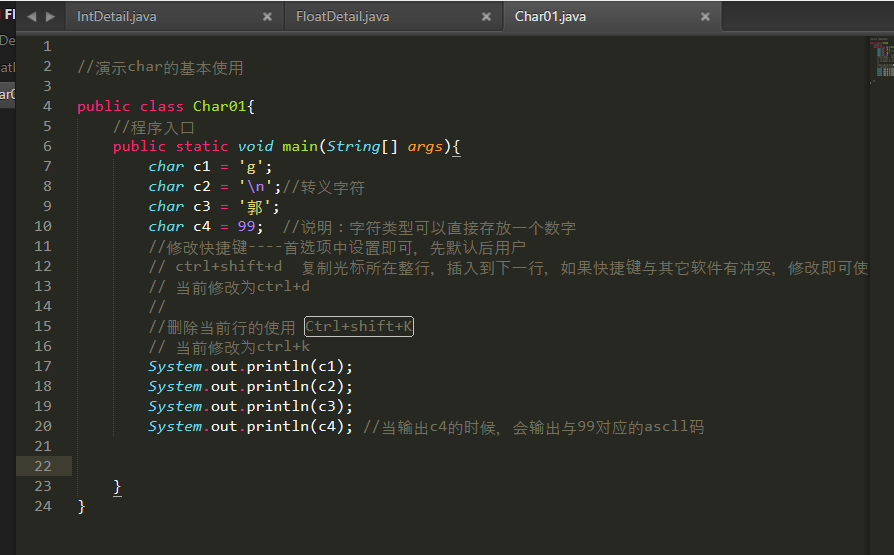 IntDetail.java × FloatDetail.java × Char01.java ×
1
2 //演示char的基本使用
3
4 public class Char01{
5 //程序入口
6 public static void main(String[] args){
7 char c1 = 'g';
8 char c2 = '\n';//转义字符
9 char c3 = '郭';
10 char c4 = 99; //说明：字符类型可以直接存放一个数字
11 //修改快捷键----首选项中设置即可，先默认后用户
12 // ctrl+shift+d 复制光标所在整行，插入到下一行，如果快捷键与其它软件有冲突，修改即可使
13 // 当前修改为ctrl+d
14 //
15 //删除当前行的使用 Ctrl+shift+K
16 // 当前修改为ctrl+k
17 System.out.println(c1);
18 System.out.println(c2);
19 System.out.println(c3);
20 System.out.println(c4); //当输出c4的时候，会输出与99对应的ascll码
21
22
23 }
24 }